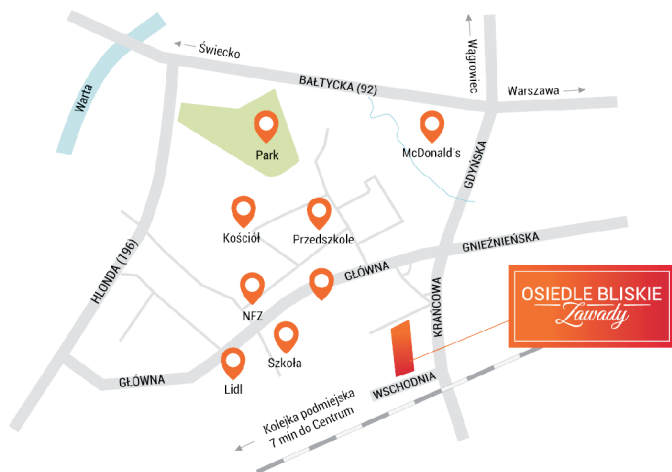 Świecko
Wągrowiec
Warszawa
Warta
BAŁTYCKA (92)
Park
McDonald's
GDYŃSKA
Kościół
Przedszkole
HLONDA (196)
GNIEŹNIEŃSKA
GŁÓWNA
NFZ
KRAŃCOWA
OSIEDLE BLISKIE
Zawady
Szkoła
Lidl
GŁÓWNA
WSCHODNIA
Kolejka podmiejska
7 min do Centrum